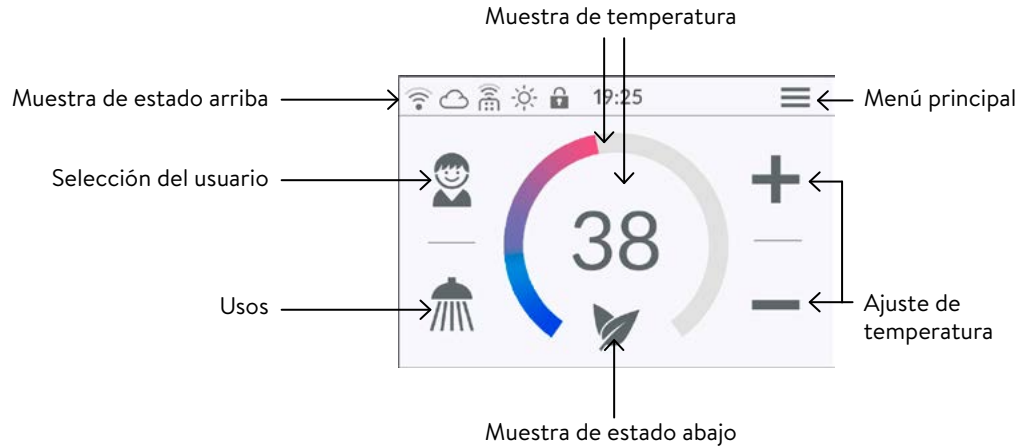 Muestra de temperatura
Muestra de estado arriba
19:25
Menú principal
Selección del usuario
38
Usos
Ajuste de
temperatura
Muestra de estado abajo